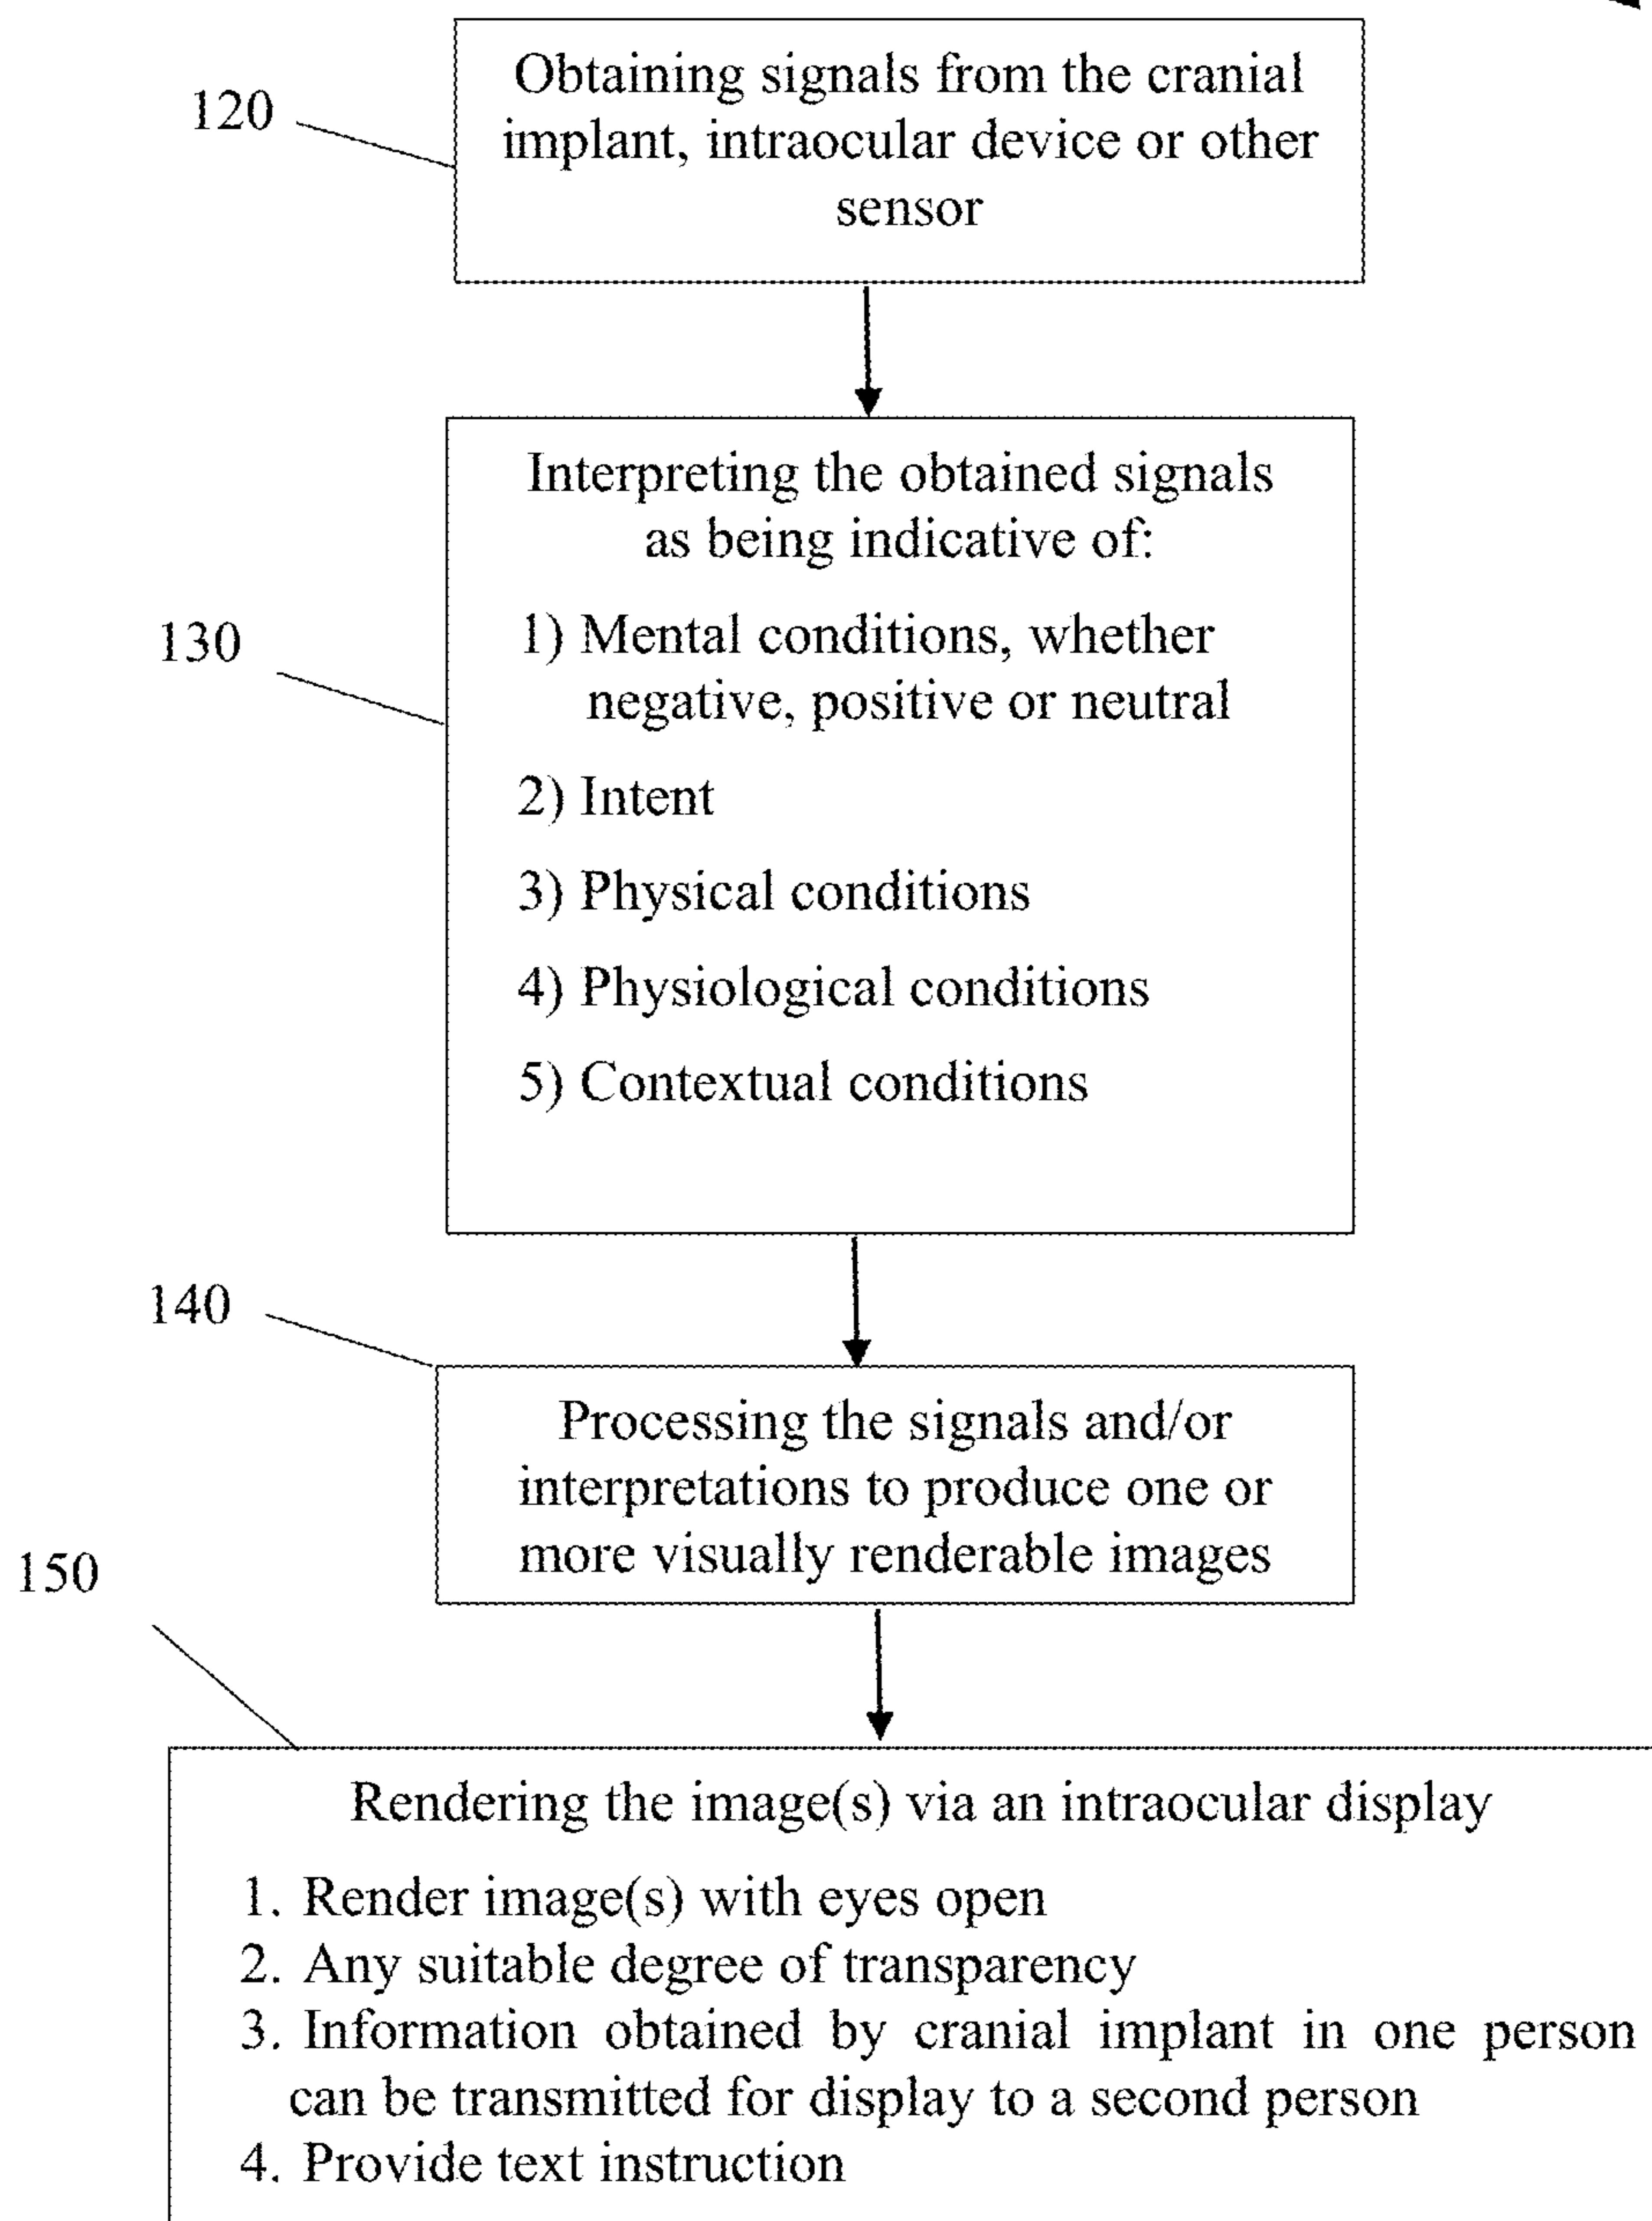 120
Obtaining signals from the cranial
implant, intraocular device or other
sensor
130
Interpreting the obtained signals
as being indicative of:
1) Mental conditions, whether
negative, positive or neutral
2) Intent
3) Physical conditions
4) Physiological conditions
5) Contextual conditions
140
Processing the signals and/or
interpretations to produce one or
more visually renderable images
150
Rendering the image(s) via an intraocular display
1. Render image(s) with eyes open
2. Any suitable degree of transparency
3. Information obtained by cranial implant in one person
can be transmitted for display to a second person
4. Provide text instruction